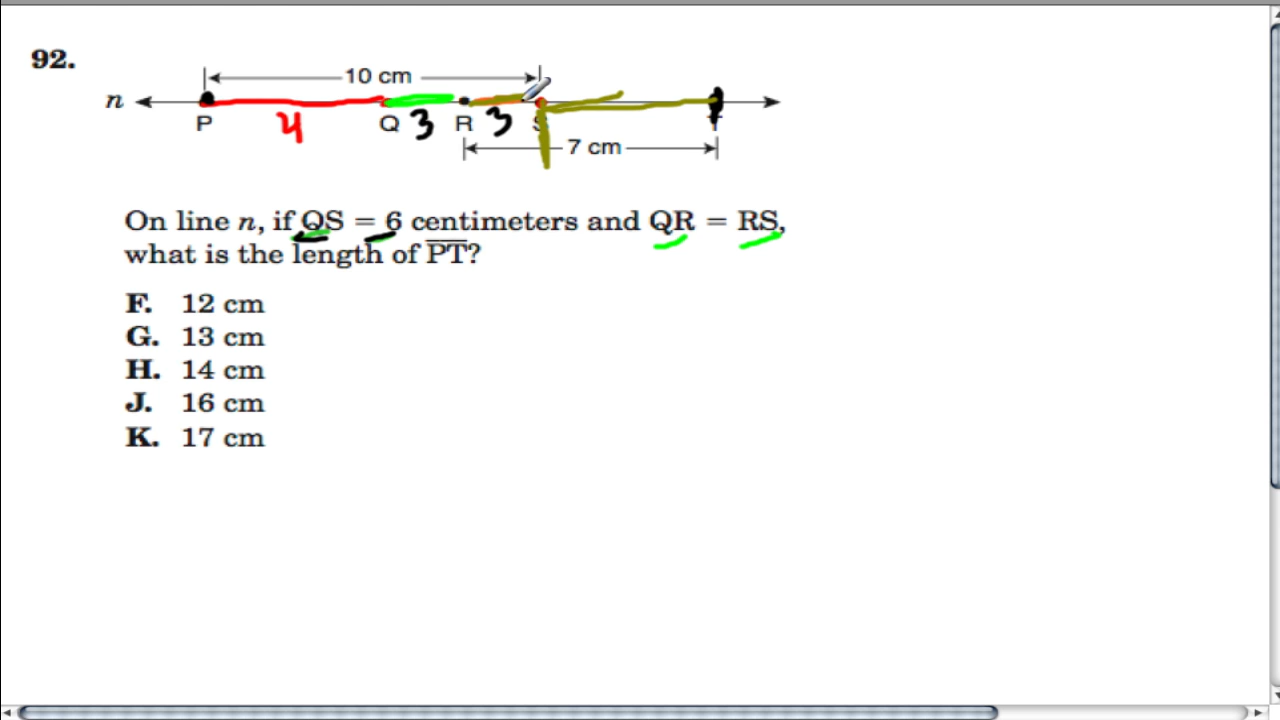 92.
10 cm
n
P 4 Q 3 R 3 S T
7 cm
On line n, if QS = 6 centimeters and QR = RS,
what is the length of PT?
F. 12 cm
G. 13 cm
H. 14 cm
J. 16 cm
K. 17 cm